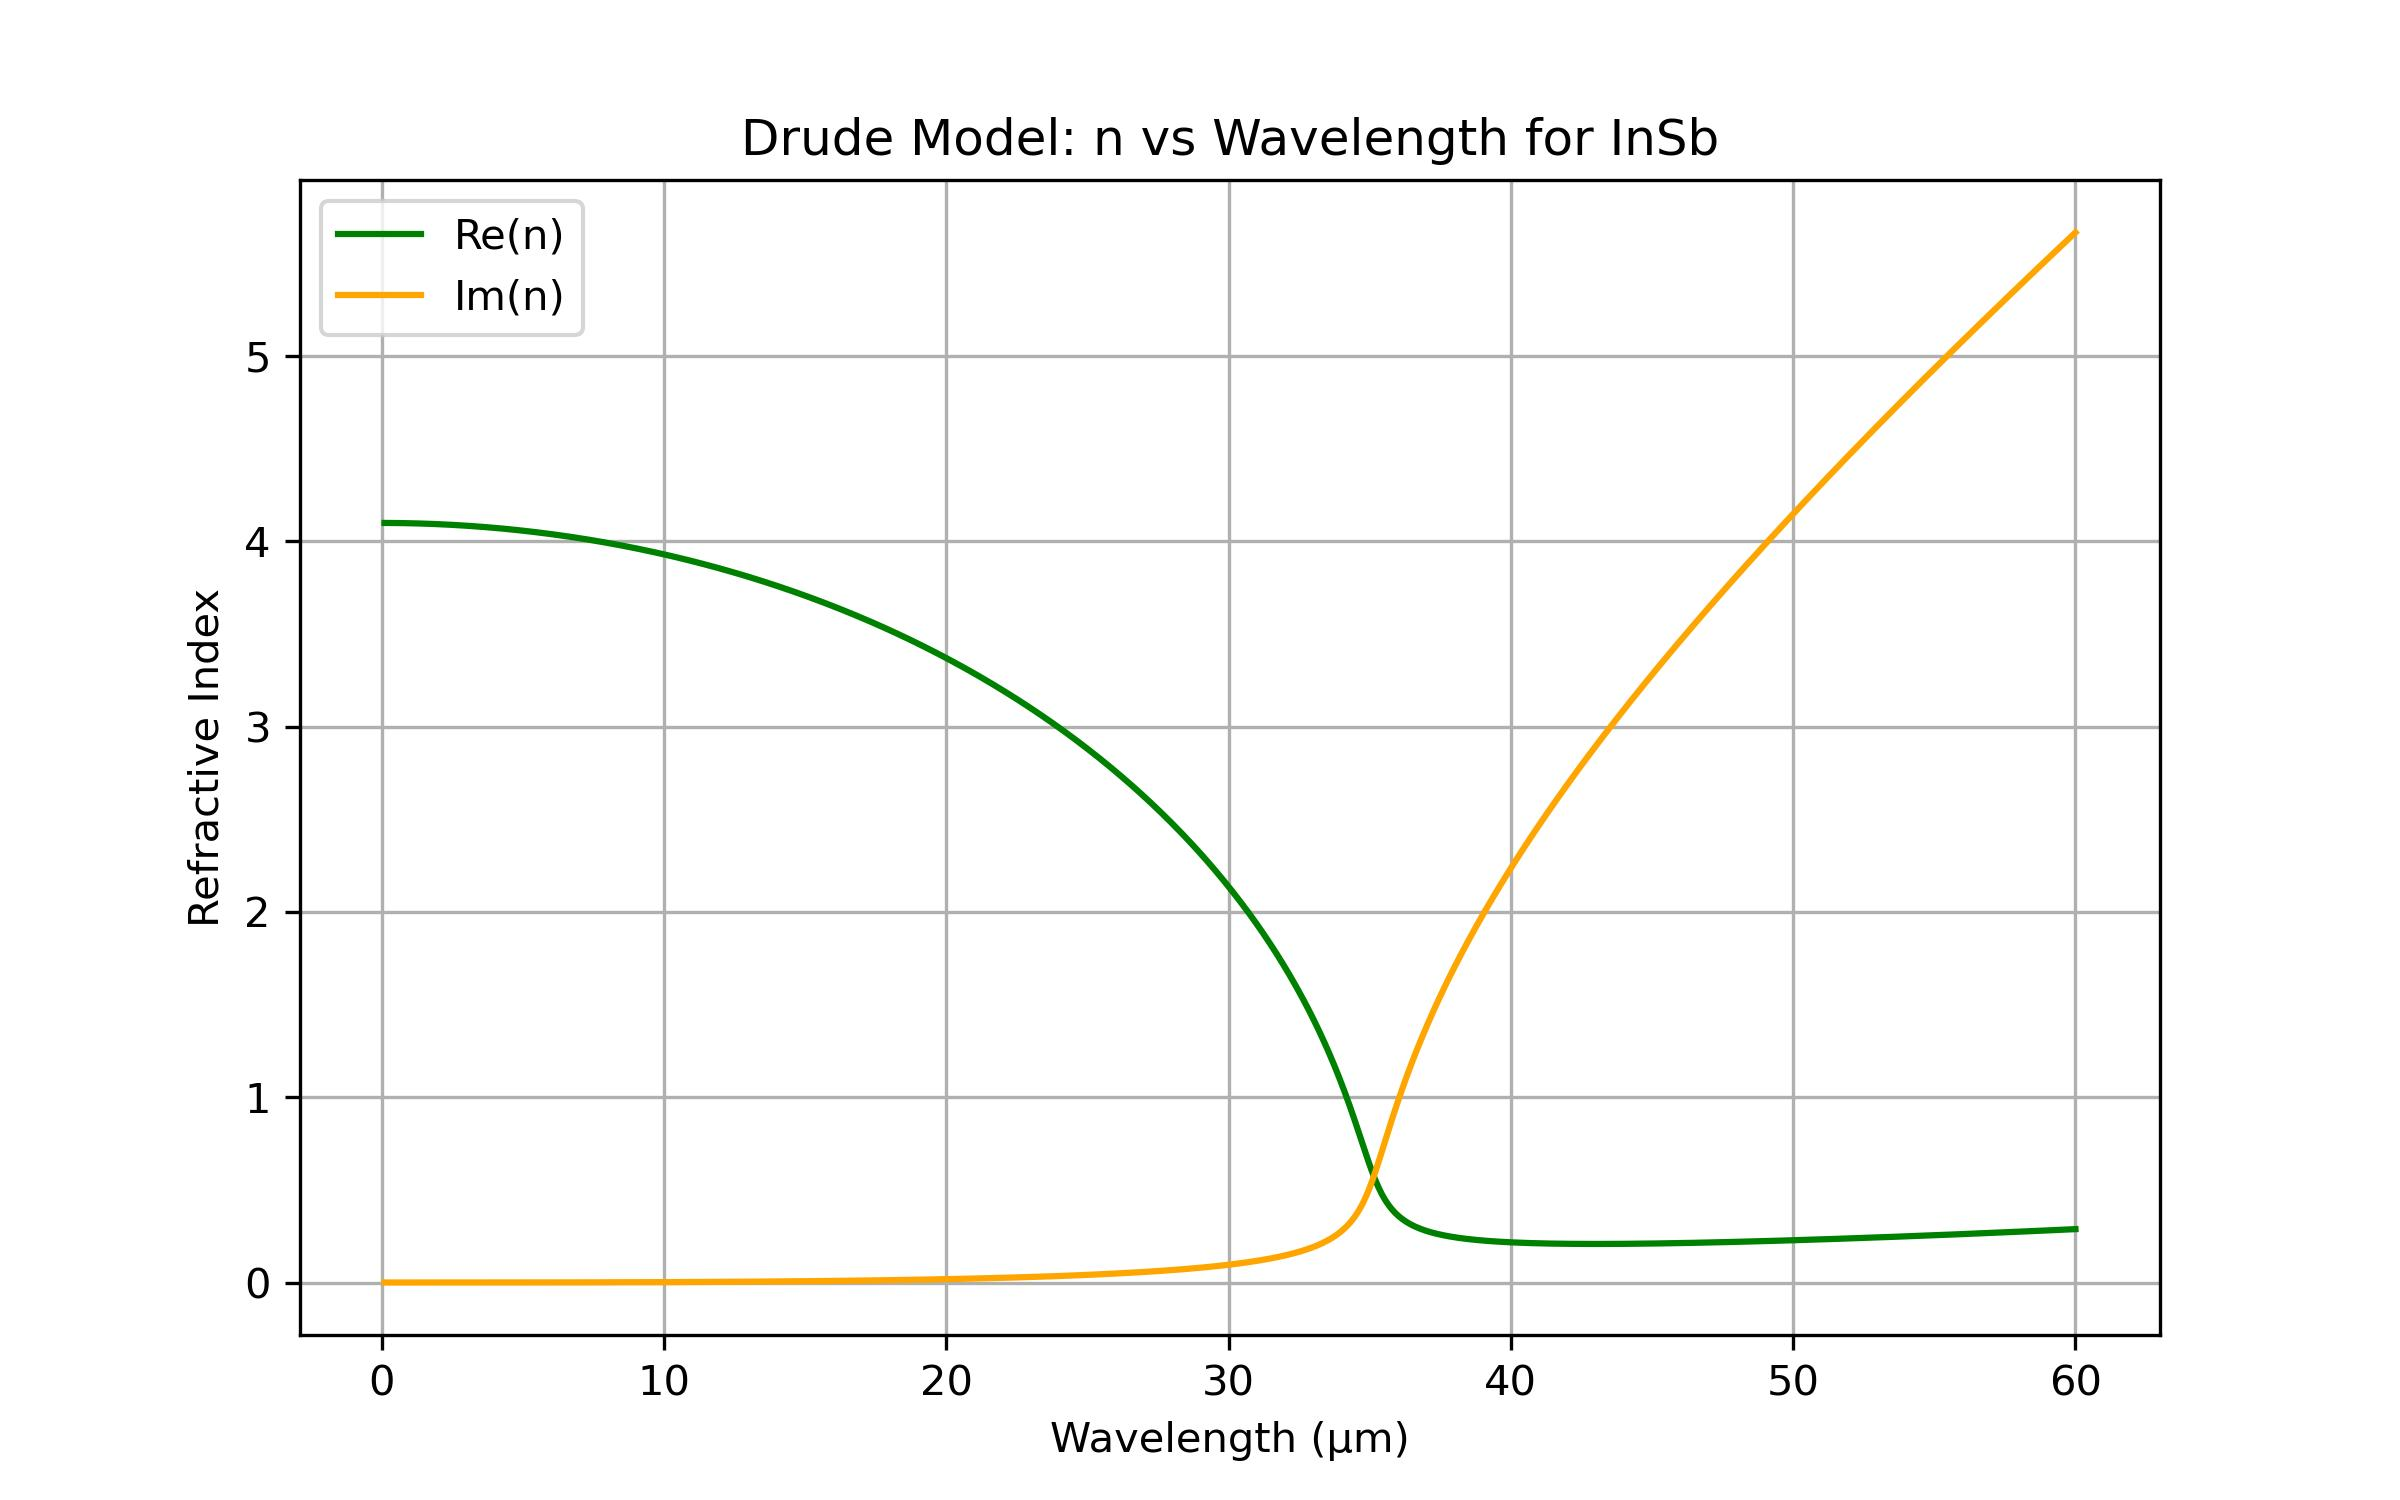 Drude Model: n vs Wavelength for InSb
Re(n)
Im(n)
Refractive Index
5
4
3
2
1
0
0 10 20 30 40 50 60
Wavelength (μm)